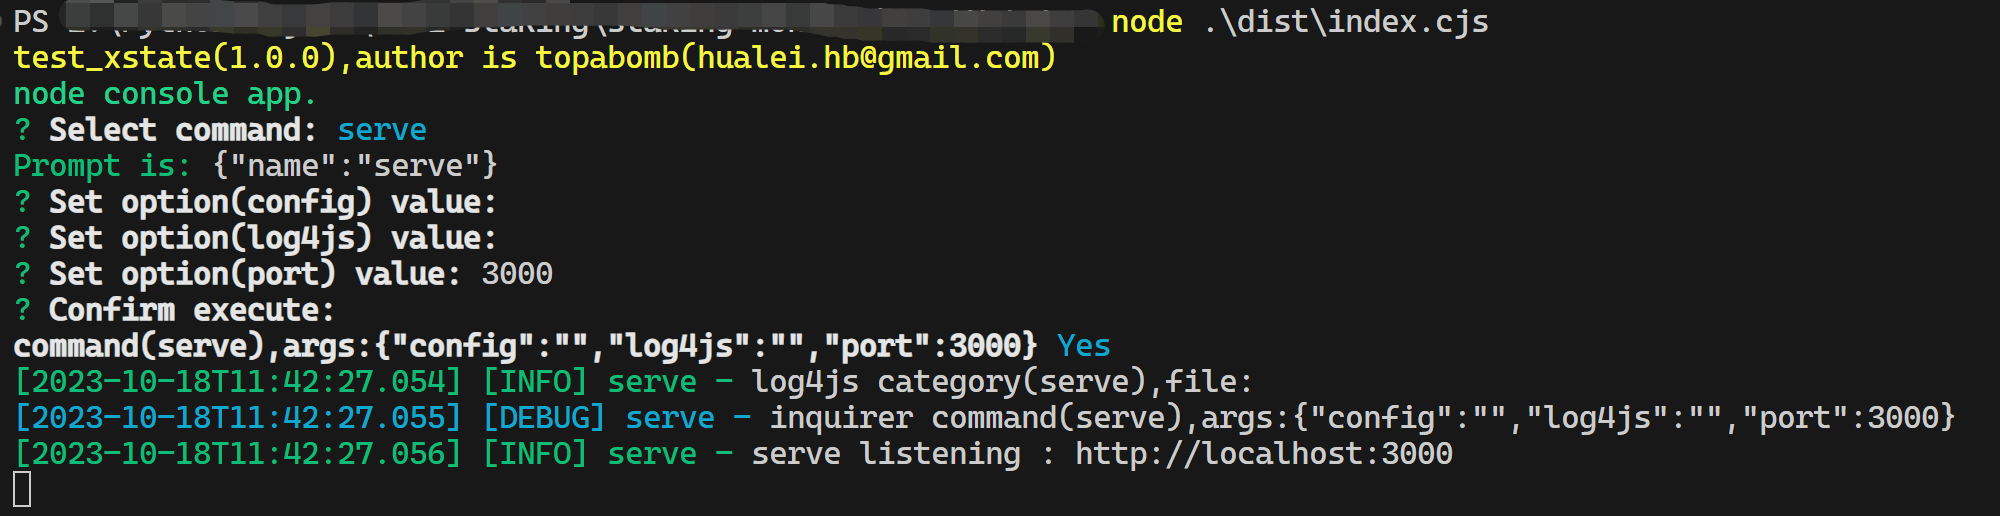 PS node .\dist\index.cjs
test_xstate(1.0.0),author is topabomb(hualei.hb@gmail.com)
node console app.
? Select command: serve
Prompt is: {"name":"serve"}
? Set option(config) value:
? Set option(log4js) value:
? Set option(port) value: 3000
? Confirm execute:
command(serve),args:{"config":"","log4js":"","port":3000} Yes
[2023-10-18T11:42:27.054] [INFO] serve - log4js category(serve),file:
[2023-10-18T11:42:27.055] [DEBUG] serve - inquirer command(serve),args:{"config":"","log4js":"","port":3000}
[2023-10-18T11:42:27.056] [INFO] serve - serve listening : http://localhost:3000